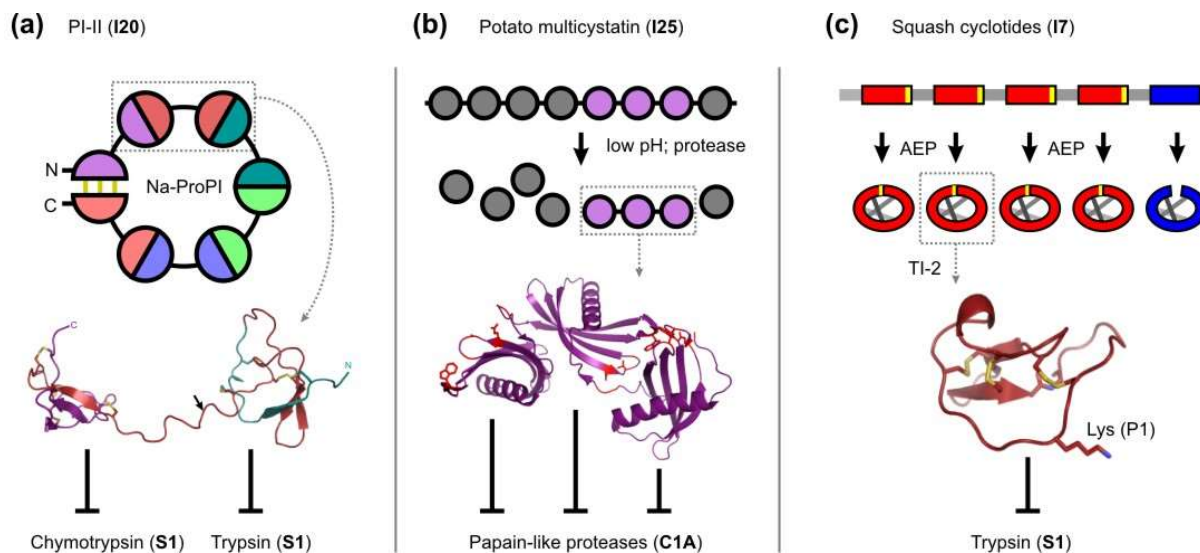 (a) PI-II (I20)
N
C
Na-ProPI
C
N
Chymotrypsin (S1) Trypsin (S1)
(b) Potato multicystatin (I25)
low pH; protease
Papain-like proteases (C1A)
(c) Squash cyclotides (I7)
AEP AEP
TI-2
Lys (P1)
Trypsin (S1)